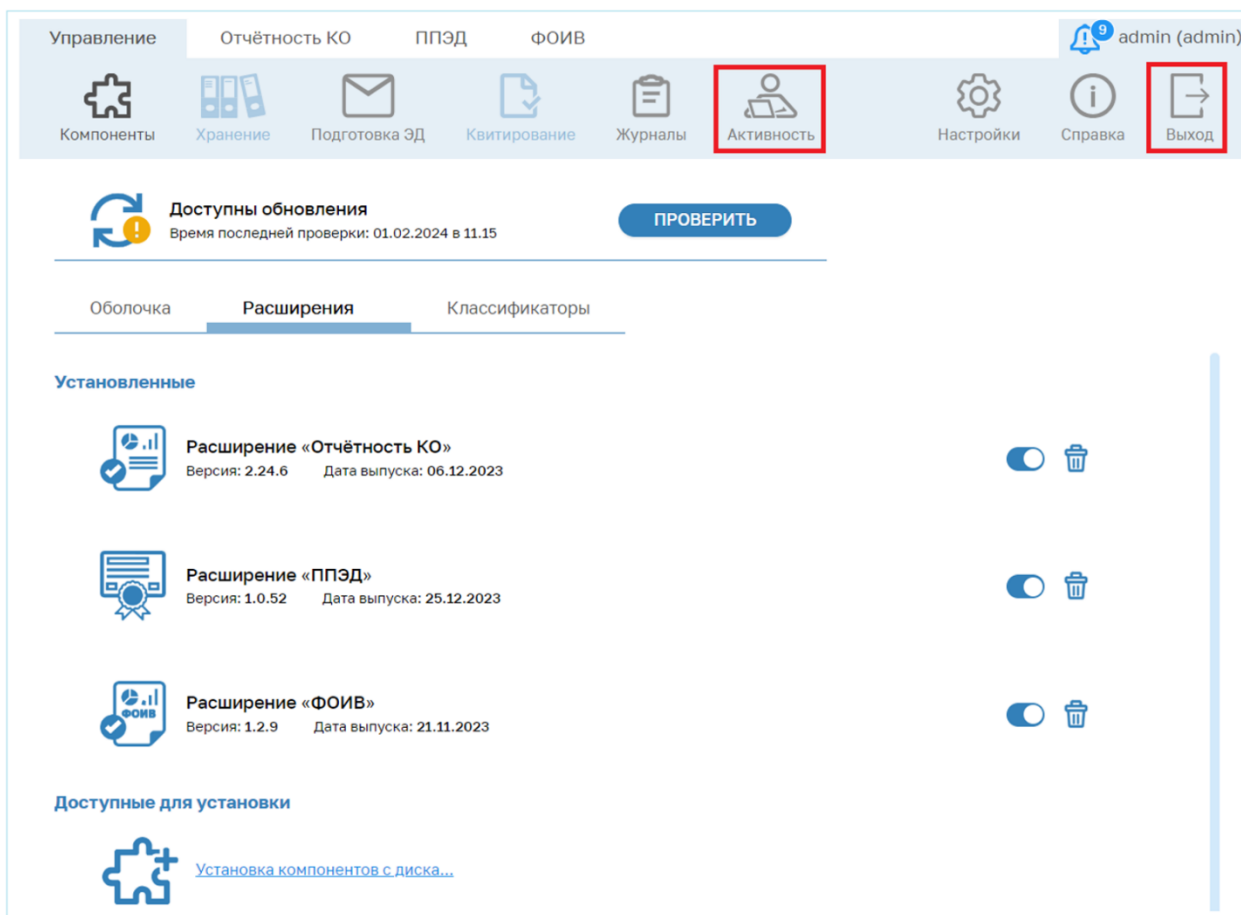 Управление Отчётность КО ППЭД ФОИВ 9 admin (admin)
Компоненты Хранение Подготовка ЭД Квитирование Журналы Активность Настройки Справка Выход
Доступны обновления
Время последней проверки: 01.02.2024 в 11.15
ПРОВЕРИТЬ
Оболочка Расширения Классификаторы
Установленные
Расширение «Отчётность КО»
Версия: 2.24.6 Дата выпуска: 06.12.2023
Расширение «ППЭД»
Версия: 1.0.52 Дата выпуска: 25.12.2023
ФОИВ
Расширение «ФОИВ»
Версия: 1.2.9 Дата выпуска: 21.11.2023
Доступные для установки
Установка компонентов с диска...